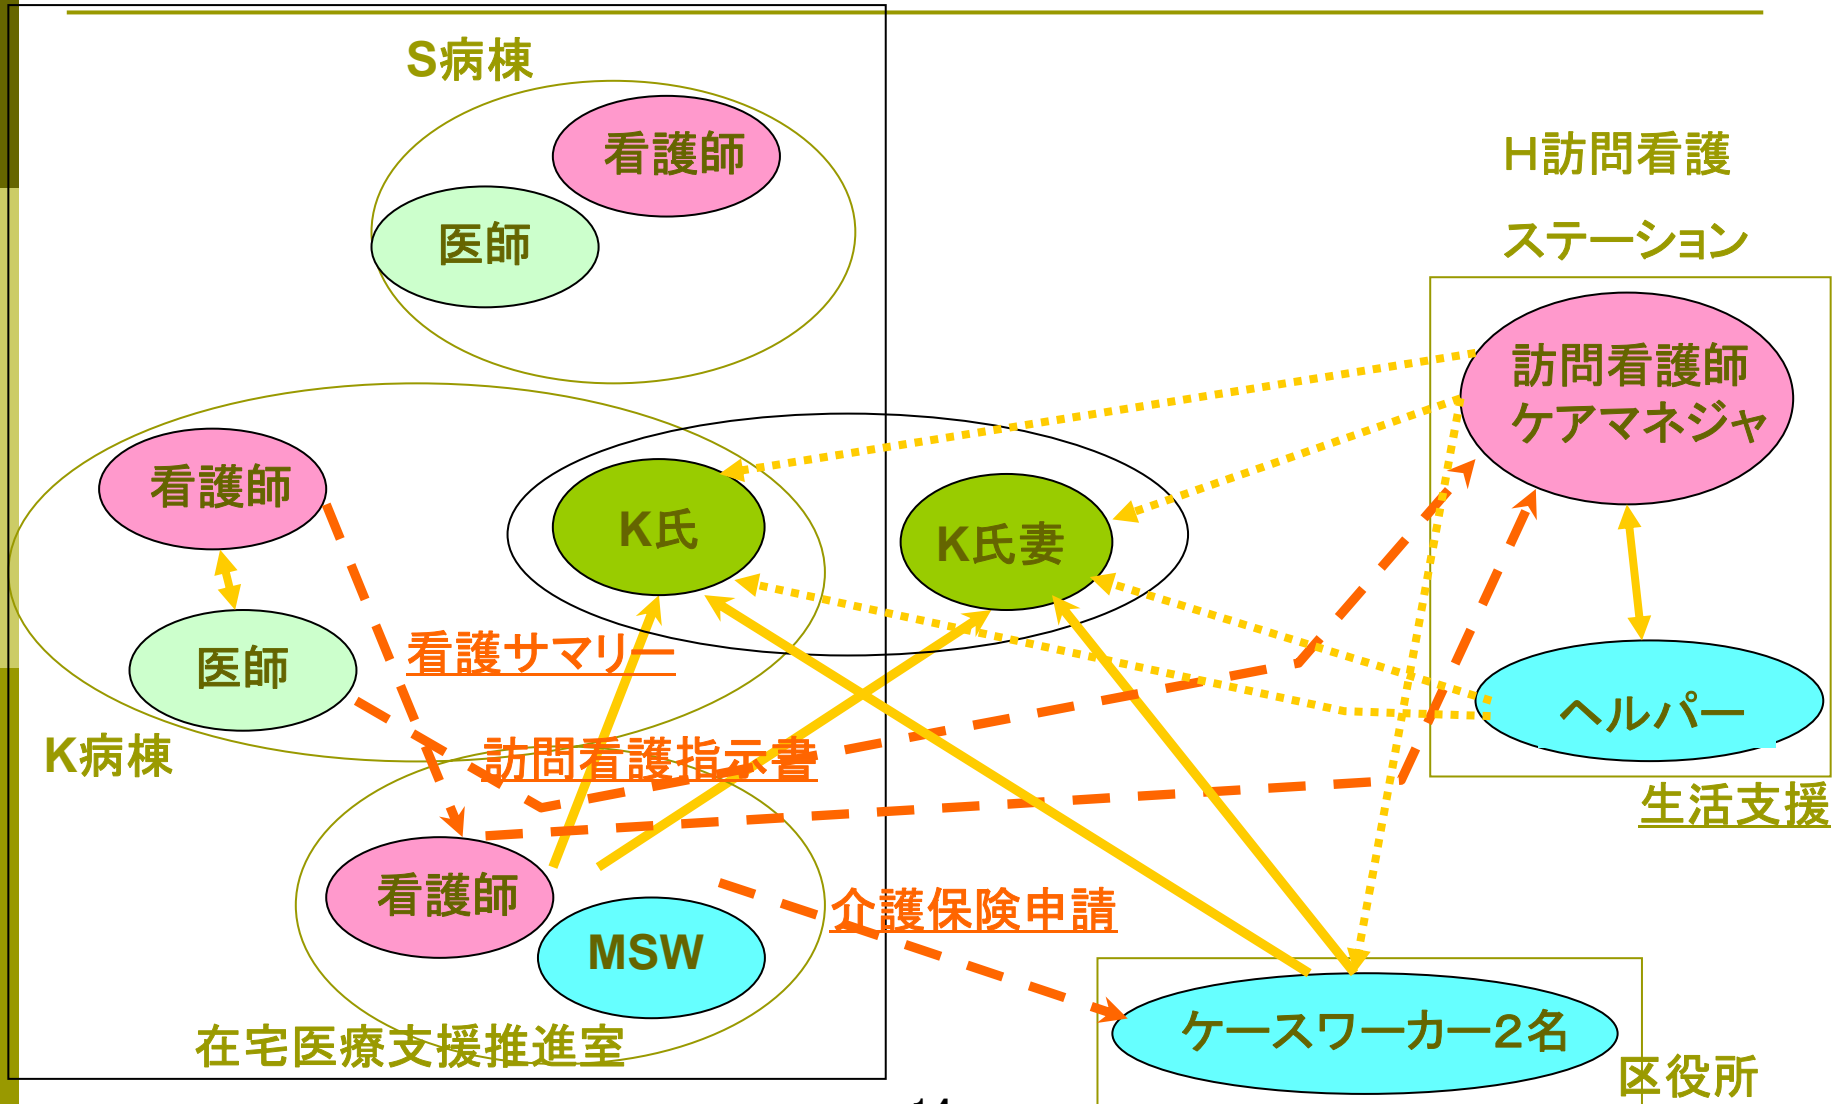 S病棟
看護師
医師
H訪問看護
ステーション
訪問看護師
ケアマネジャ
看護師
K氏
K氏妻
医師
看護サマリー
K病棟
訪問看護指示書
ヘルパー
生活支援
看護師
MSW
介護保険申請
在宅医療支援推進室
ケースワーカー２名
区役所
14